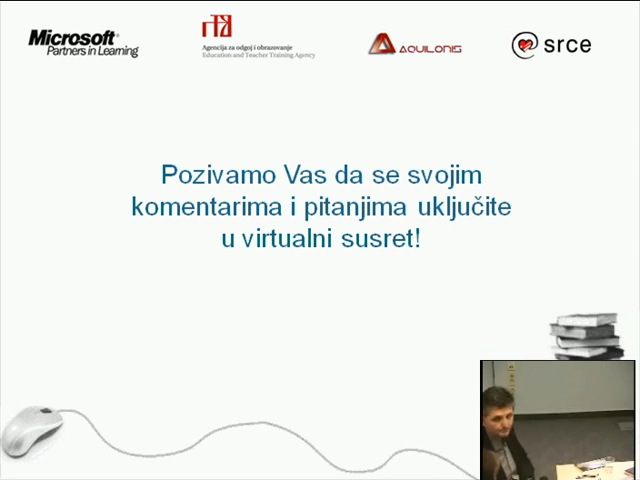 Microsoft®
Partners in Learning
Agencija za odgoj i obrazovanje
Education and Teacher Training Agency
AQUILONIS
@ srce
Pozivamo Vas da se svojim
komentarima i pitanjima uključite
u virtualni susret!